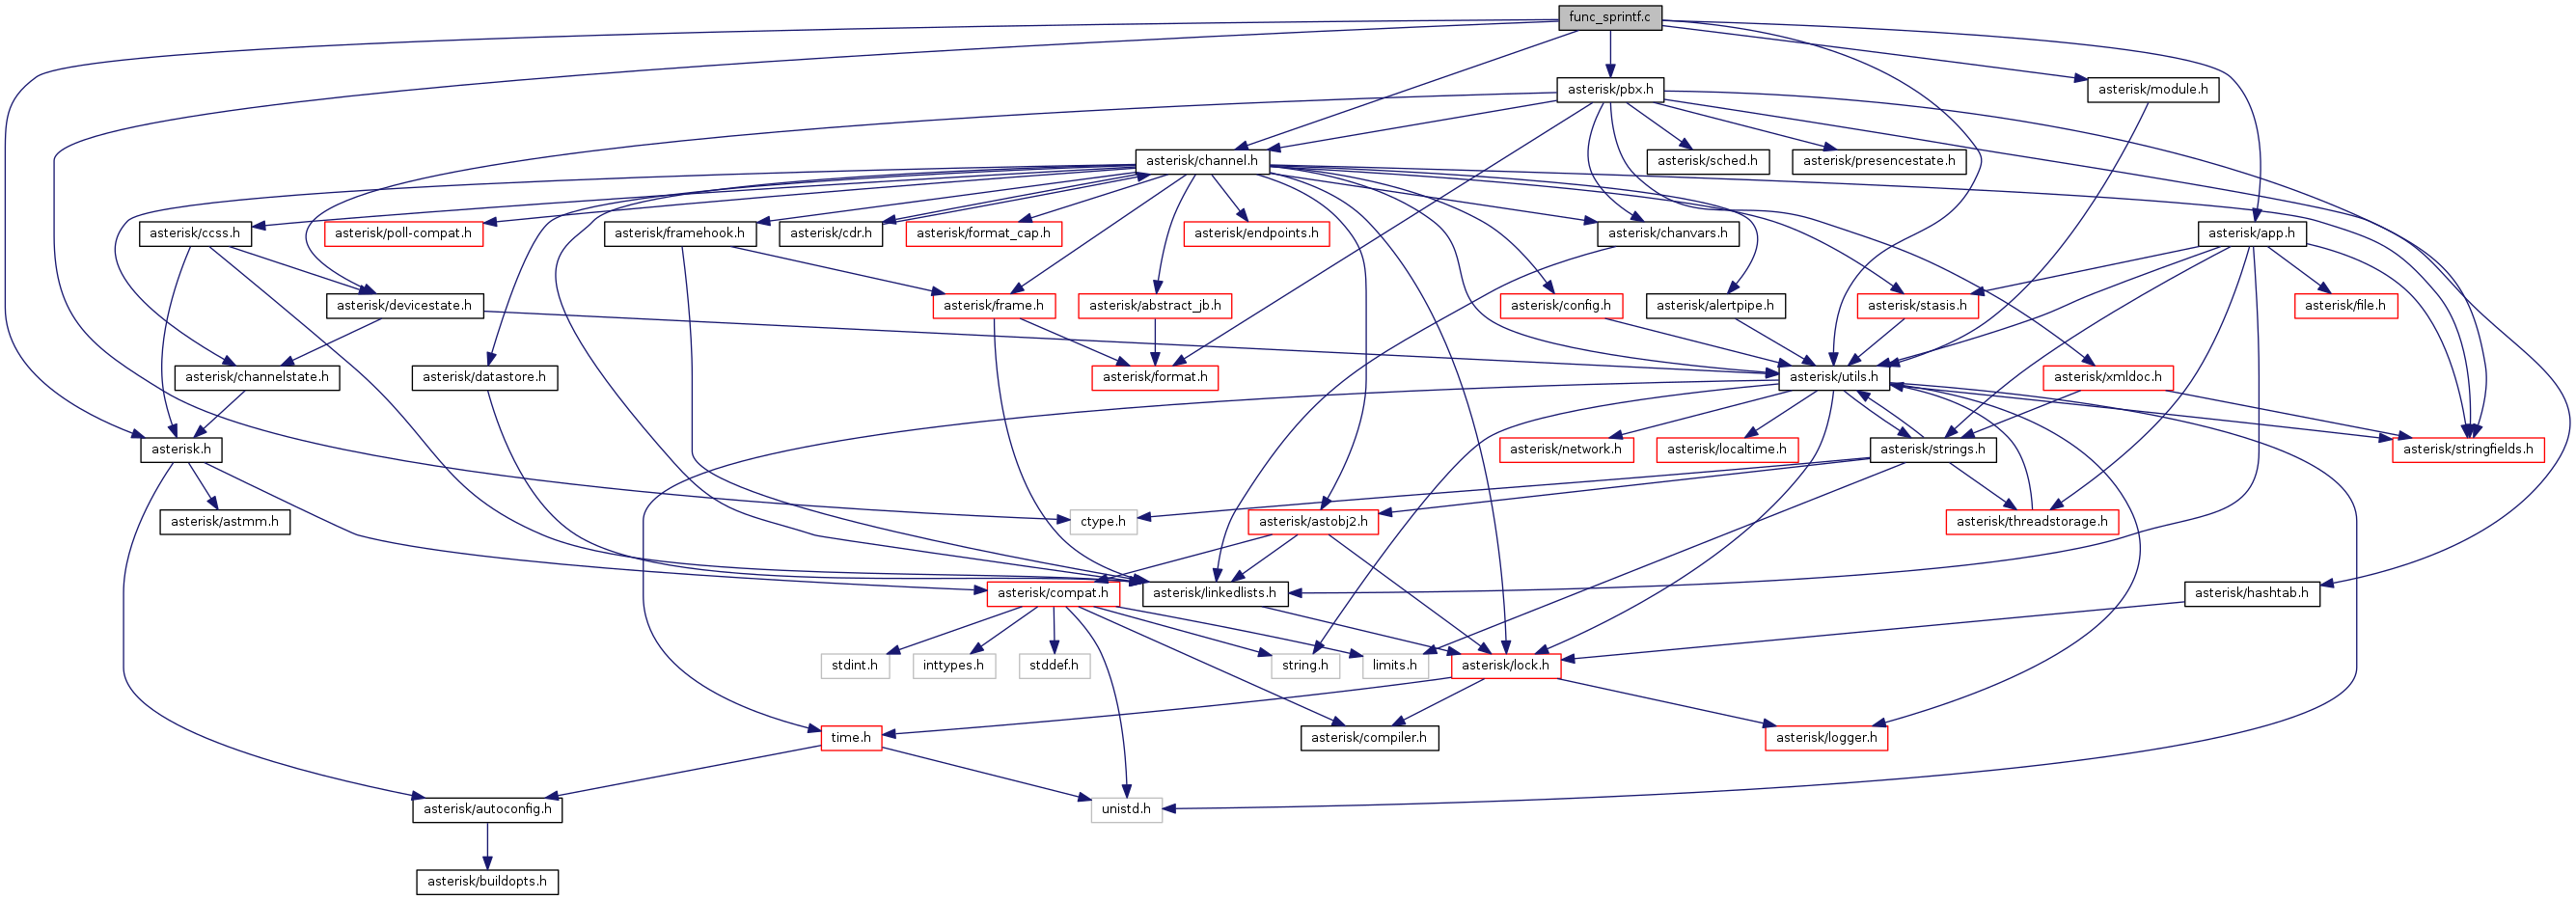 func_sprintf.c
asterisk/pbx.h
asterisk/module.h
asterisk/channel.h
asterisk/sched.h
asterisk/presencestate.h
asterisk/ccss.h
asterisk/poll-compat.h
asterisk/framehook.h
asterisk/cdr.h
asterisk/format_cap.h
asterisk/endpoints.h
asterisk/chanvars.h
asterisk/app.h
asterisk/devicestate.h
asterisk/frame.h
asterisk/abstract_jb.h
asterisk/config.h
asterisk/alertpipe.h
asterisk/stasis.h
asterisk/file.h
asterisk/channelstate.h
asterisk/datastore.h
asterisk/format.h
asterisk/utils.h
asterisk/xmldoc.h
asterisk.h
asterisk/network.h
asterisk/localtime.h
asterisk/strings.h
asterisk/stringfields.h
asterisk/astmm.h
ctype.h
asterisk/astobj2.h
asterisk/threadstorage.h
asterisk/compat.h
asterisk/linkedlists.h
asterisk/hashtab.h
stdint.h
inttypes.h
stddef.h
string.h
limits.h
asterisk/lock.h
time.h
asterisk/compiler.h
asterisk/logger.h
asterisk/autoconfig.h
unistd.h
asterisk/buildopts.h